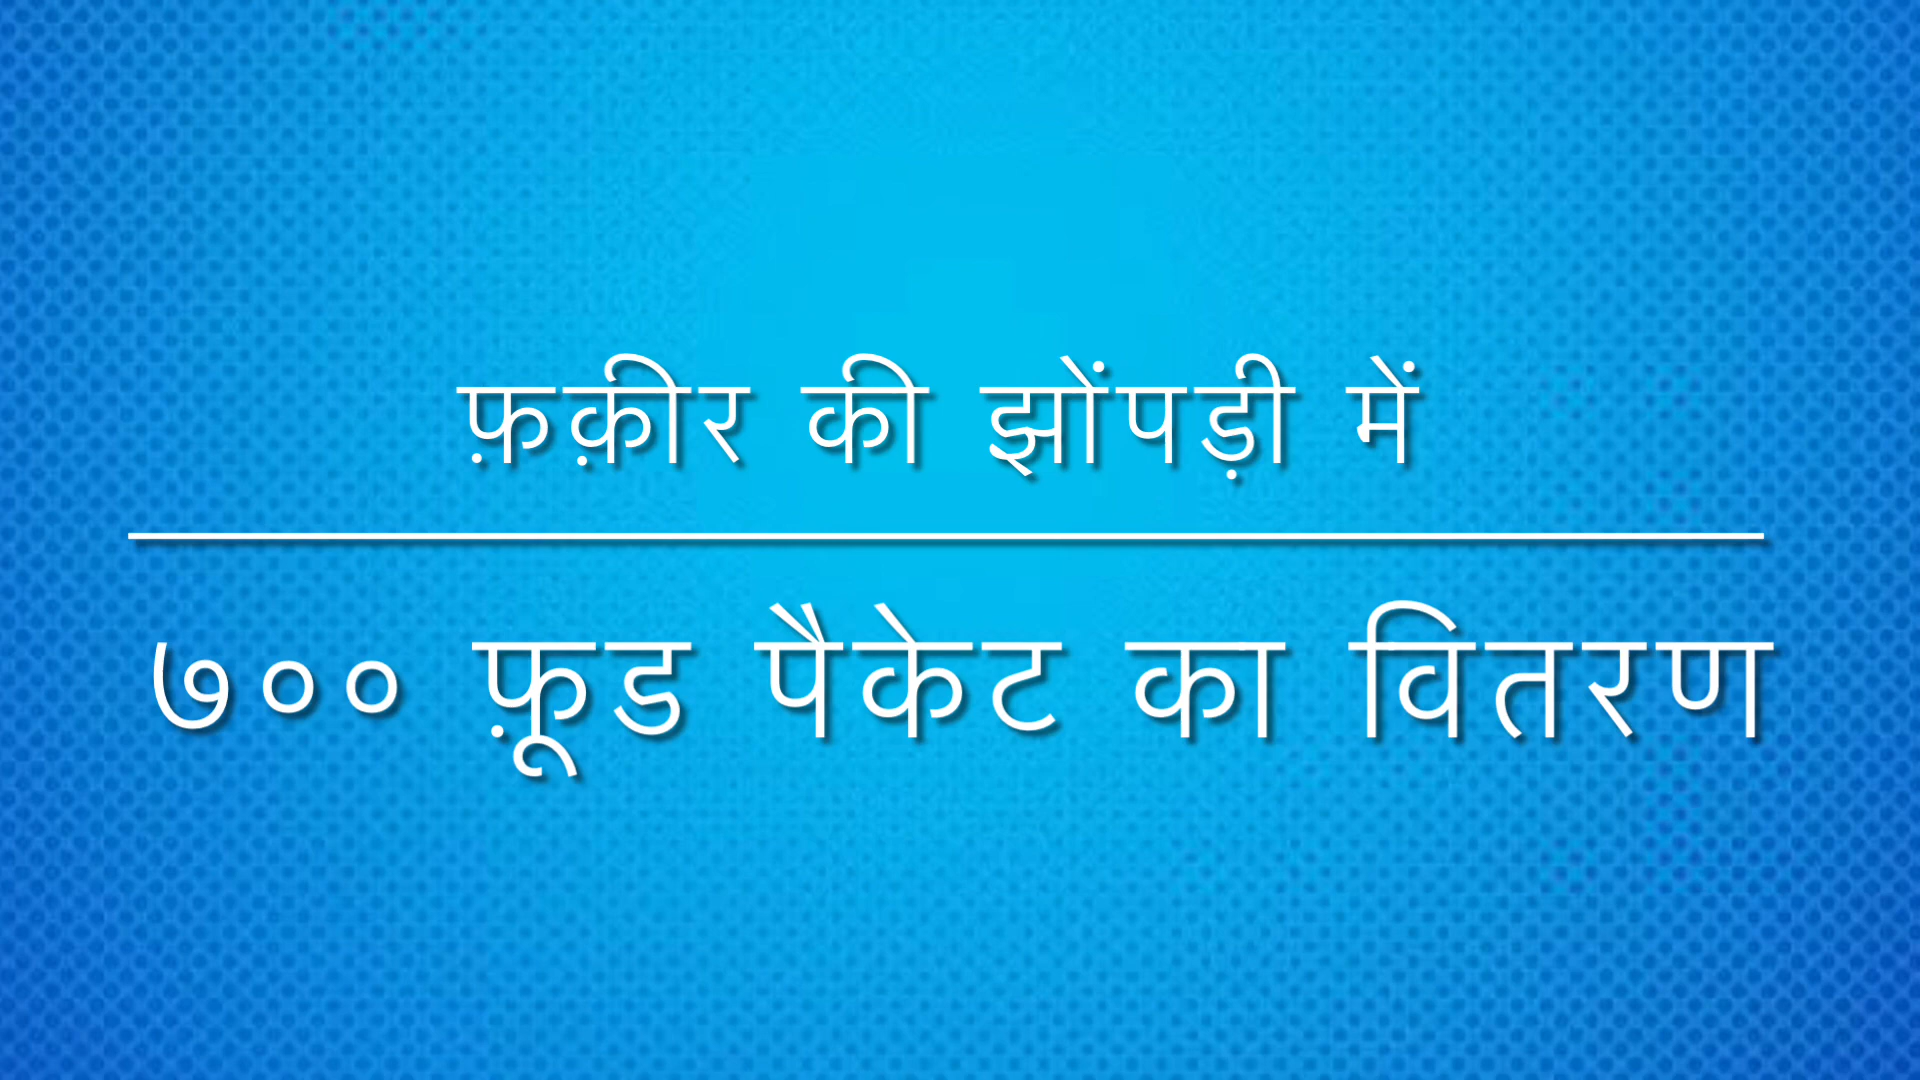 फ़क़ीर की झोंपड़ी में
७०० फ़ूड पैकेट का वितरण